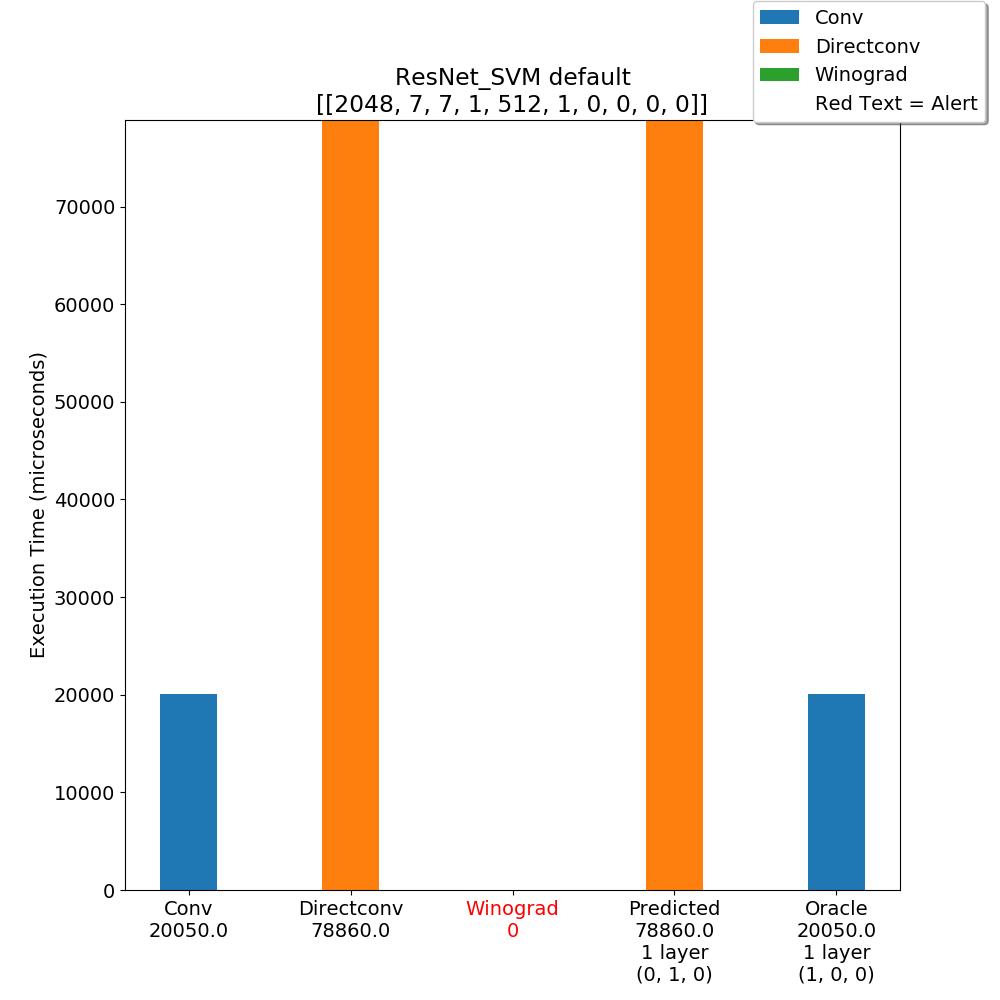 Conv
Directconv
Winograd
Red Text = Alert
ResNet_SVM default
[[2048, 7, 7, 1, 512, 1, 0, 0, 0, 0]]
Execution Time (microseconds)
70000
60000
50000
40000
30000
20000
10000
0
Conv
20050.0
Directconv
78860.0
Winograd
0
Predicted
78860.0
1 layer
(0, 1, 0)
Oracle
20050.0
1 layer
(1, 0, 0)